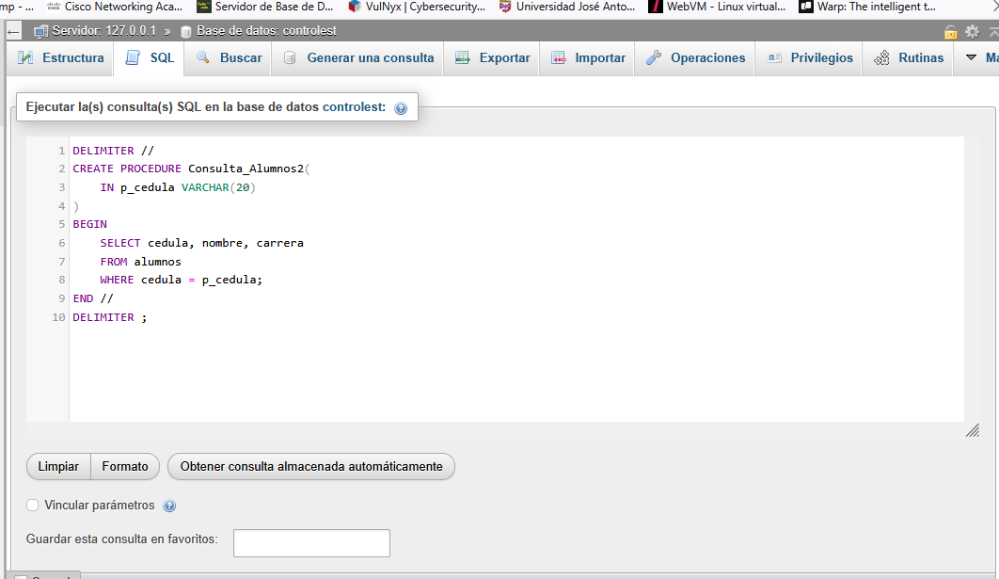 mp - ... Cisco Networking Aca... Servidor de Base de D... VulNyx | Cybersecurity... Universidad José Anto... WebVM - Linux virtual... Warp: The intelligent t...
← Servidor: 127.0.0.1 » Base de datos: controlest
Estructura SQL Buscar Generar una consulta Exportar Importar Operaciones Privilegios Rutinas Má
Ejecutar la(s) consulta(s) SQL en la base de datos controlest:
1 DELIMITER //
2 CREATE PROCEDURE Consulta_Alumnos2(
3 IN p_cedula VARCHAR(20)
4 )
5 BEGIN
6 SELECT cedula, nombre, carrera
7 FROM alumnos
8 WHERE cedula = p_cedula;
9 END //
10 DELIMITER ;
Limpiar Formato Obtener consulta almacenada automáticamente
Vincular parámetros
Guardar esta consulta en favoritos: